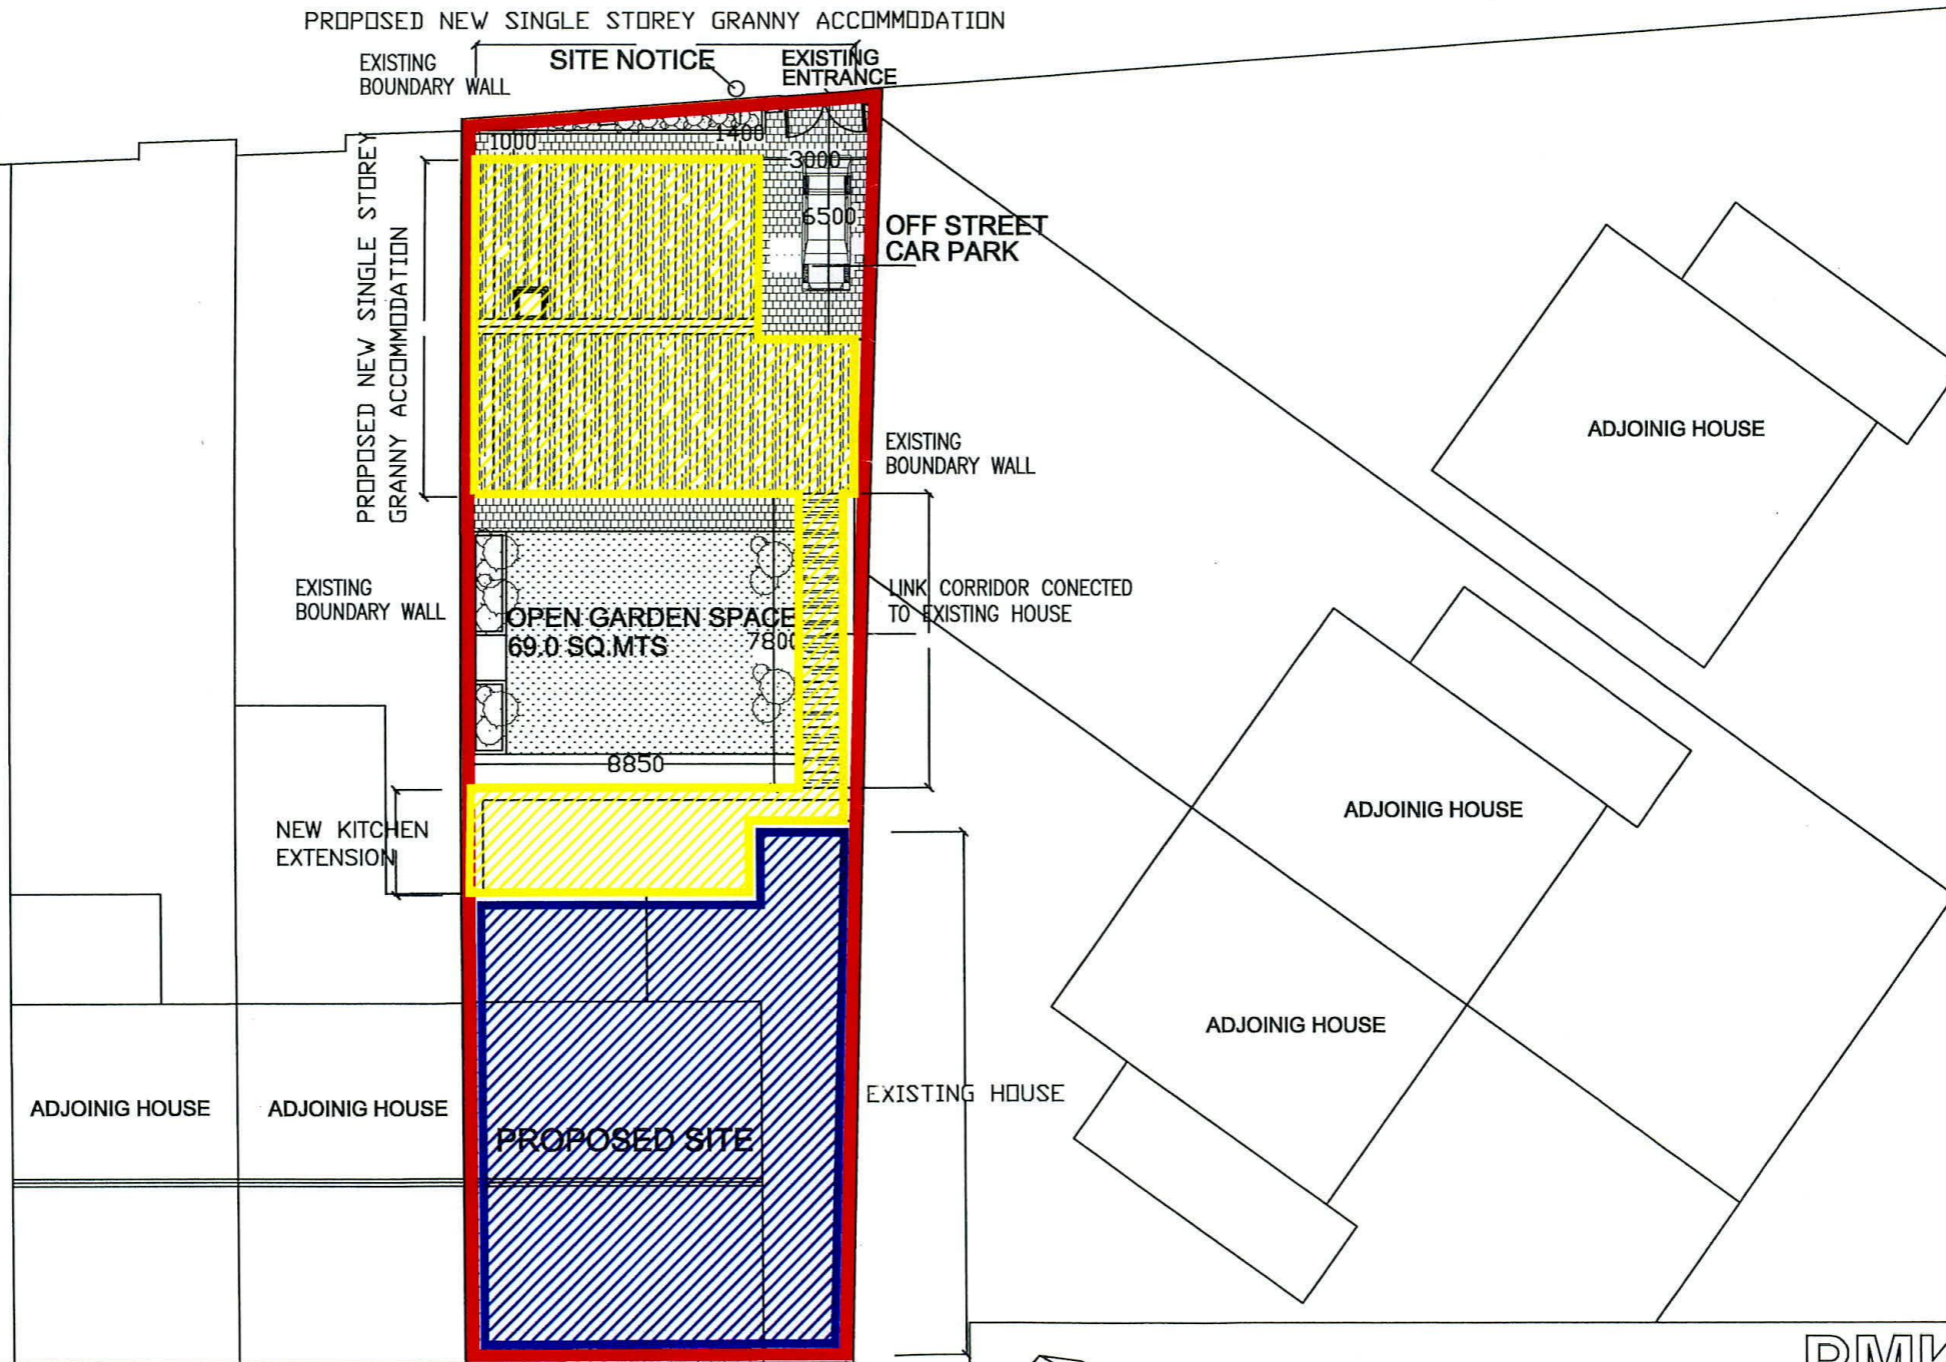 PROPOSED NEW SINGLE STOREY GRANNY ACCOMMODATION
EXISTING
BOUNDARY WALL
SITE NOTICE
EXISTING
ENTRANCE
1000
1400
3000
6500
PROPOSED NEW SINGLE STOREY
GRANNY ACCOMMODATION
OFF STREET
CAR PARK
ADJOINIG HOUSE
EXISTING
BOUNDARY WALL
EXISTING
BOUNDARY WALL
OPEN GARDEN SPACE
69.0 SQ.MTS
7800
LINK CORRIDOR CONECTED
TO EXISTING HOUSE
8850
ADJOINIG HOUSE
NEW KITCHEN
EXTENSION
ADJOINIG HOUSE
EXISTING HOUSE
ADJOINIG HOUSE
ADJOINIG HOUSE
PROPOSED SITE